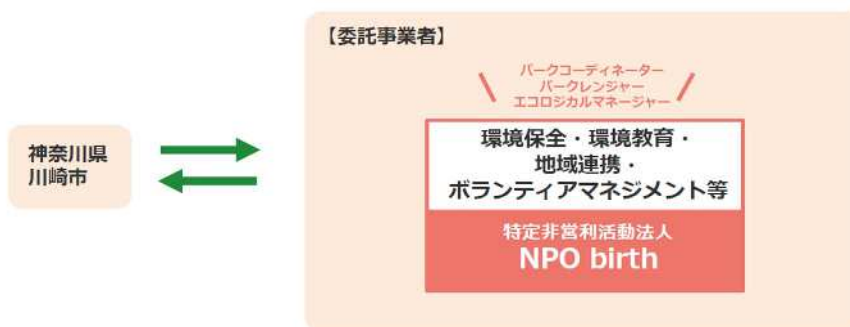 【委託事業者】
パークコーディネーター
パークレンジャー
エコロジカルマネージャー
神奈川県
川崎市
環境保全・環境教育・
地域連携・
ボランティアマネジメント等
特定非営利活動法人
NPO birth